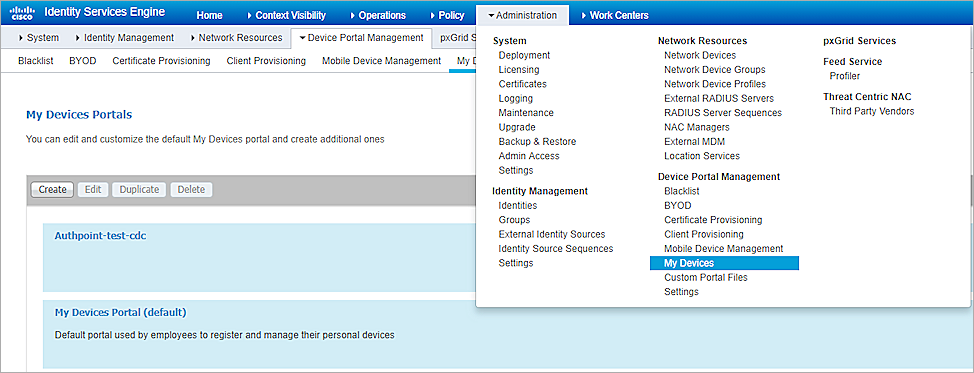 CISCO Identity Services Engine Home Context Visibility Operations Policy Administration Work Centers
System Identity Management Network Resources Device Portal Management pxGrid S
Blacklist BYOD Certificate Provisioning Client Provisioning Mobile Device Management My D
My Devices Portals
You can edit and customize the default My Devices portal and create additional ones
Create Edit Duplicate Delete
Authpoint-test-cdc
My Devices Portal (default)
Default portal used by employees to register and manage their personal devices
System
Deployment
Licensing
Certificates
Logging
Maintenance
Upgrade
Backup & Restore
Admin Access
Settings
Identity Management
Identities
Groups
External Identity Sources
Identity Source Sequences
Settings
Network Resources
Network Devices
Network Device Groups
Network Device Profiles
External RADIUS Servers
RADIUS Server Sequences
NAC Managers
External MDM
Location Services
Device Portal Management
Blacklist
BYOD
Certificate Provisioning
Client Provisioning
Mobile Device Management
My Devices
Custom Portal Files
Settings
pxGrid Services
Feed Service
Profiler
Threat Centric NAC
Third Party Vendors